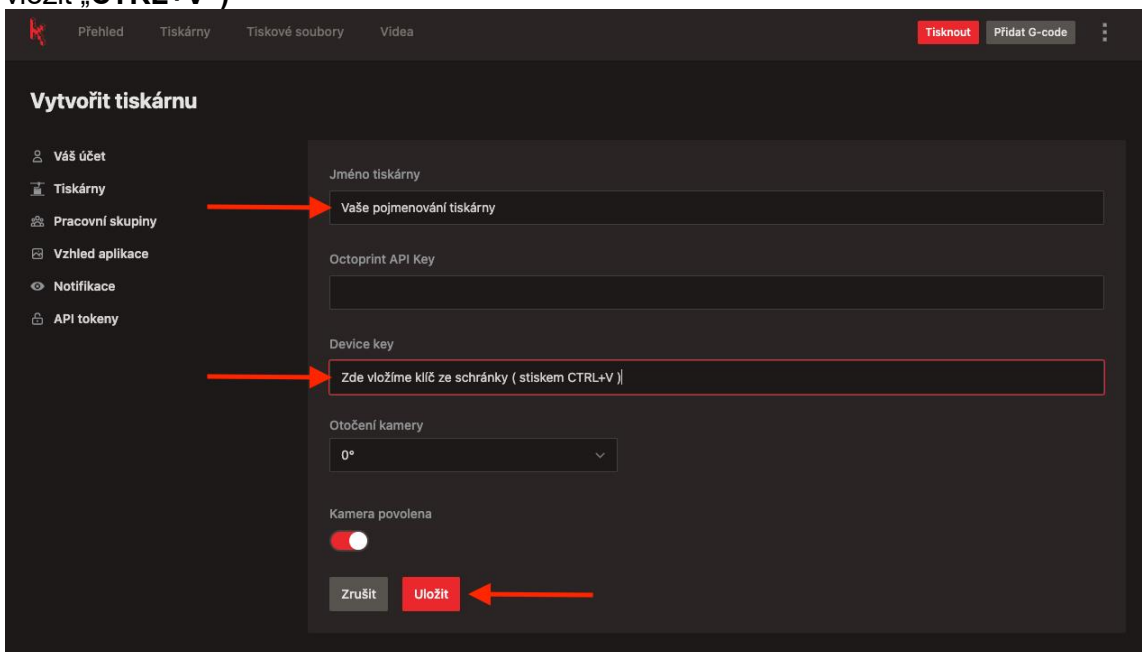 vložit „CTRL+V")
Přehled Tiskárny Tiskové soubory Videa Tisknout Přidat G-code
Vytvořit tiskárnu
Váš účet
Tiskárny
Pracovní skupiny
Vzhled aplikace
Notifikace
API tokeny
Jméno tiskárny
Vaše pojmenování tiskárny
Octoprint API Key
Device key
Zde vložíme klíč ze schránky ( stiskem CTRL+V )
Otočení kamery
0°
Kamera povolena
Zrušit Uložit